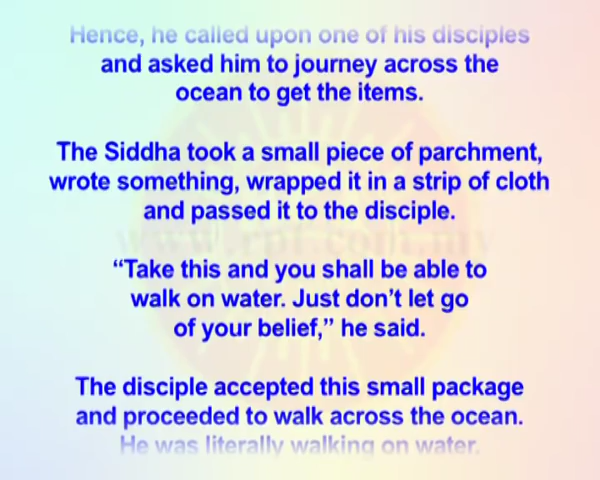 Hence, he called upon one of his disciples
and asked him to journey across the
ocean to get the items.
The Siddha took a small piece of parchment,
wrote something, wrapped it in a strip of cloth
and passed it to the disciple.
“Take this and you shall be able to
walk on water. Just don’t let go
of your belief,” he said.
www.rpf.com.my
The disciple accepted this small package
and proceeded to walk across the ocean.
He was literally walking on water.